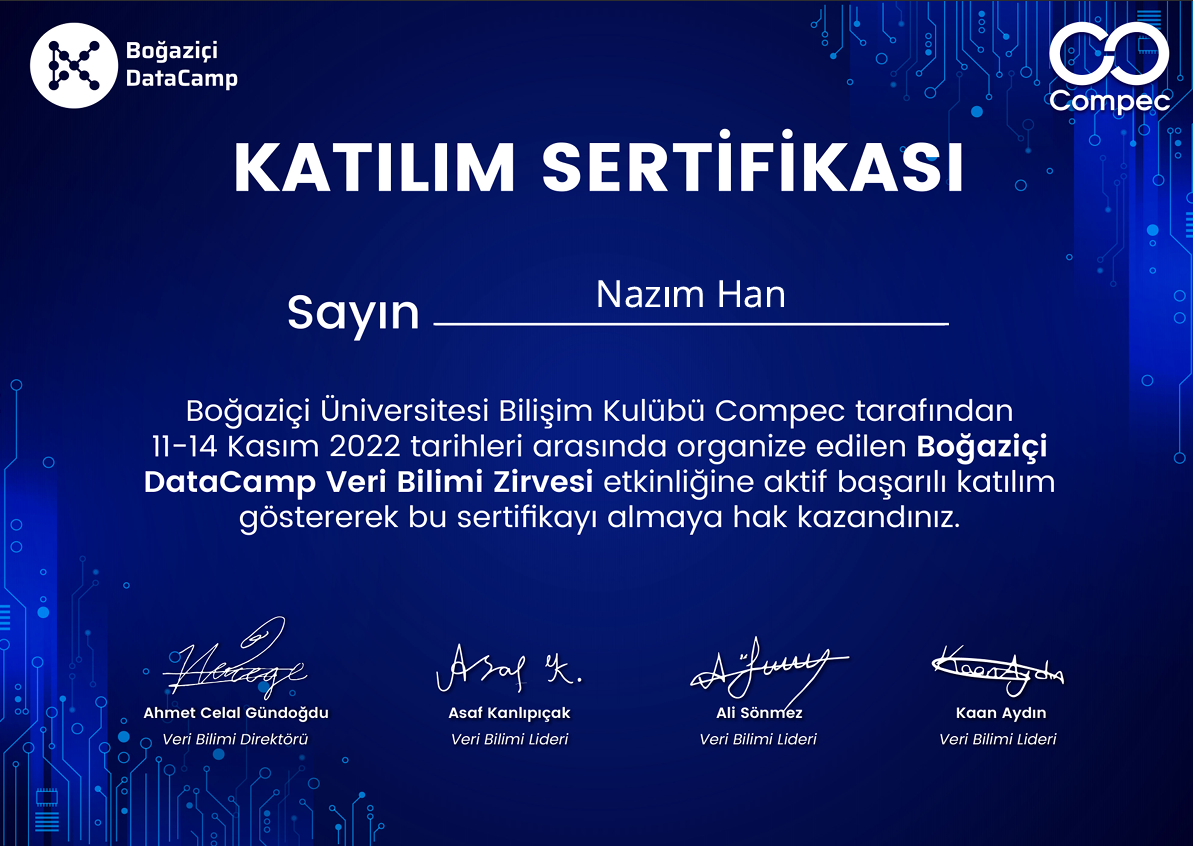 Boğaziçi
DataCamp
Compec
KATILIM SERTİFİKASI
Sayın Nazım Han
Boğaziçi Üniversitesi Bilişim Kulübü Compec tarafından
11-14 Kasım 2022 tarihleri arasında organize edilen Boğaziçi
DataCamp Veri Bilimi Zirvesi etkinliğine aktif başarılı katılım
göstererek bu sertifikayı almaya hak kazandınız.
Asaf K.
Kaan Aydın
Ahmet Celal Gündoğdu
Asaf Kanlıpıçak
Ali Sönmez
Kaan Aydın
Veri Bilimi Direktörü
Veri Bilimi Lideri
Veri Bilimi Lideri
Veri Bilimi Lideri